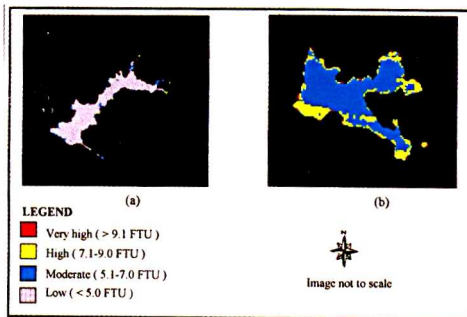 (a)
(b)
LEGEND
Very high ( > 9.1 FTU )
High ( 7.1-9.0 FTU )
Moderate ( 5.1-7.0 FTU )
Low ( < 5.0 FTU )
N
Image not to scale